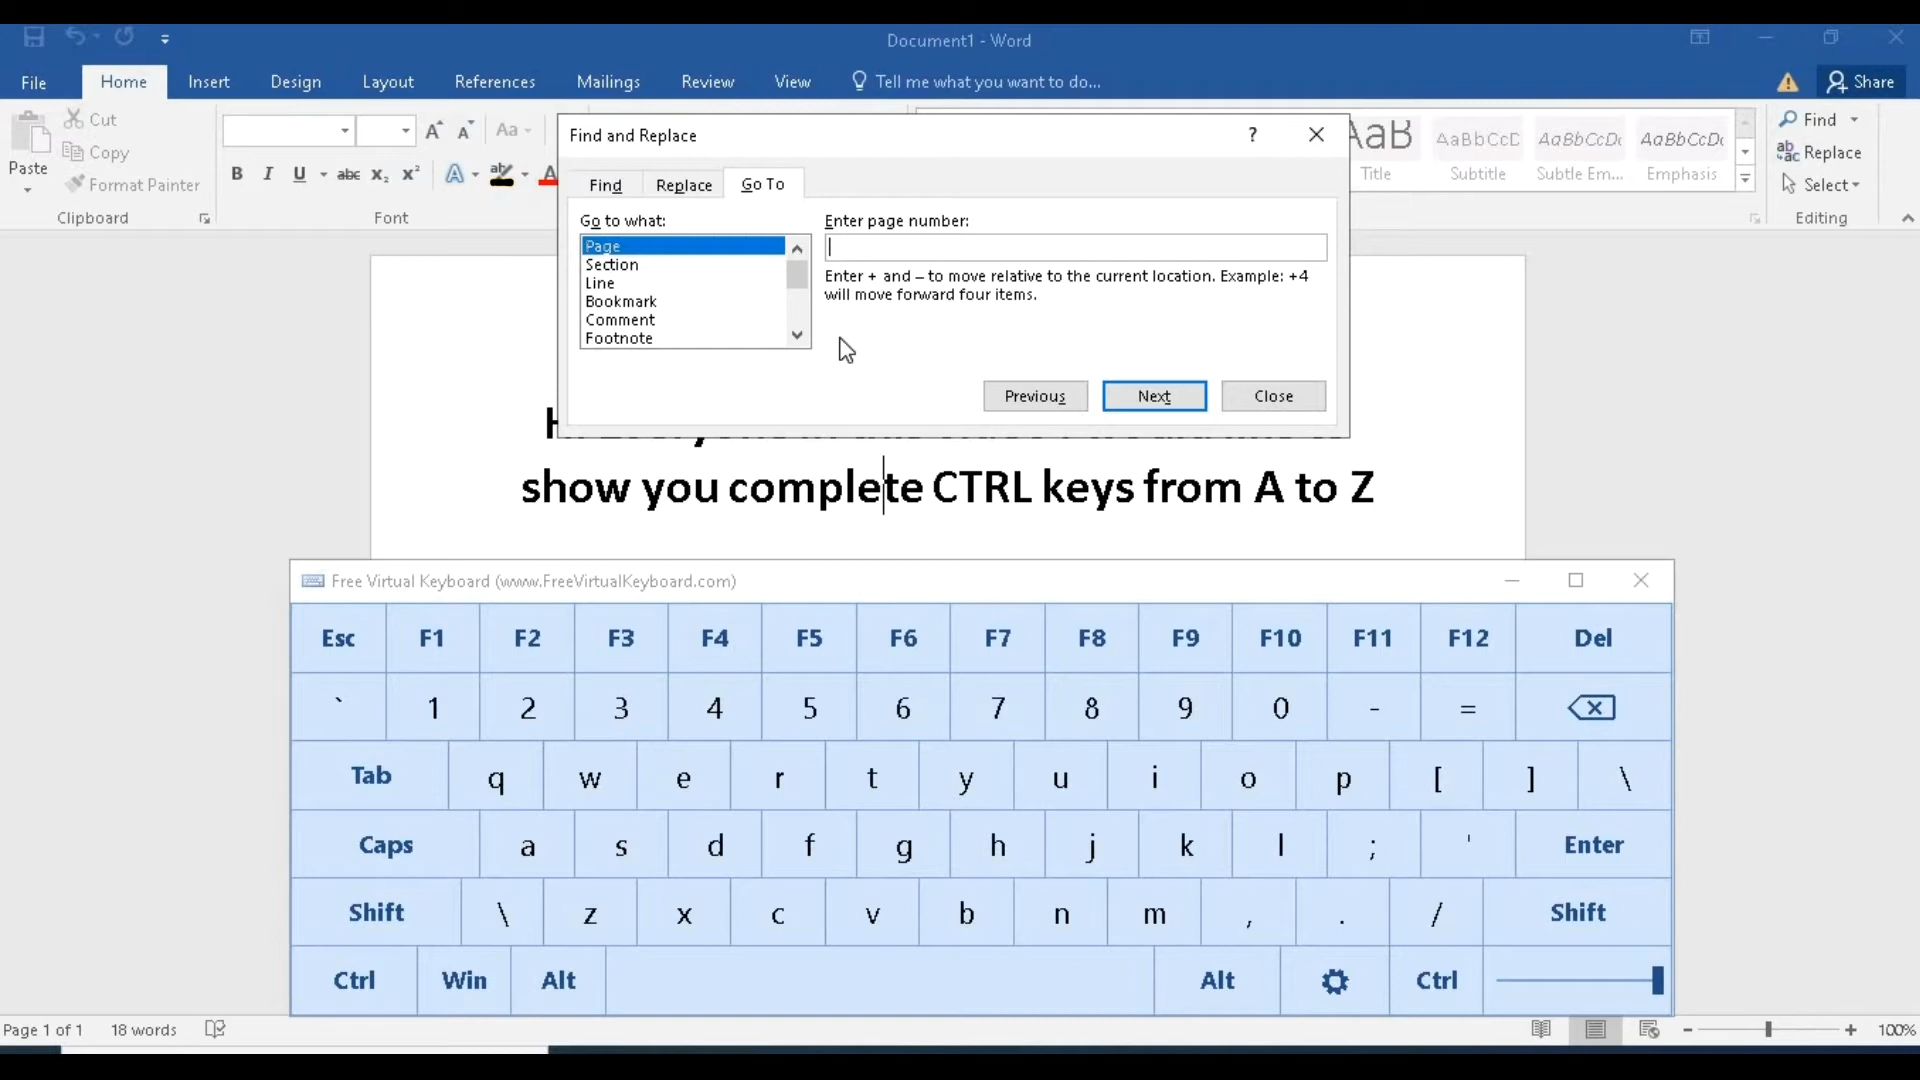 Document1 - Word
File Home Insert Design Layout References Mailings Review View Tell me what you want to do... Share
Paste
Cut
Copy
Format Painter
Clipboard
Aa
B I U abc X₂ X² A ab A
Font
Find and Replace ? 
Find Replace Go To
Go to what:
Page
Section
Line
Bookmark
Comment
Footnote
Enter page number:
Enter + and – to move relative to the current location. Example: +4
will move forward four items.
Previous Next Close
AaB AaBbCcD AaBbCcDc AaBbCcDc
Title Subtitle Subtle Em... Emphasis
Find
Replace
Select
Editing
show you complete CTRL keys from A to Z
Free Virtual Keyboard (www.FreeVirtualKeyboard.com)
Esc F1 F2 F3 F4 F5 F6 F7 F8 F9 F10 F11 F12 Del
` 1 2 3 4 5 6 7 8 9 0 - =
Tab q w e r t y u i o p [ ] \
Caps a s d f g h j k l ; ' Enter
Shift \ z x c v b n m , . / Shift
Ctrl Win Alt Alt Ctrl
Page 1 of 1 18 words 100%